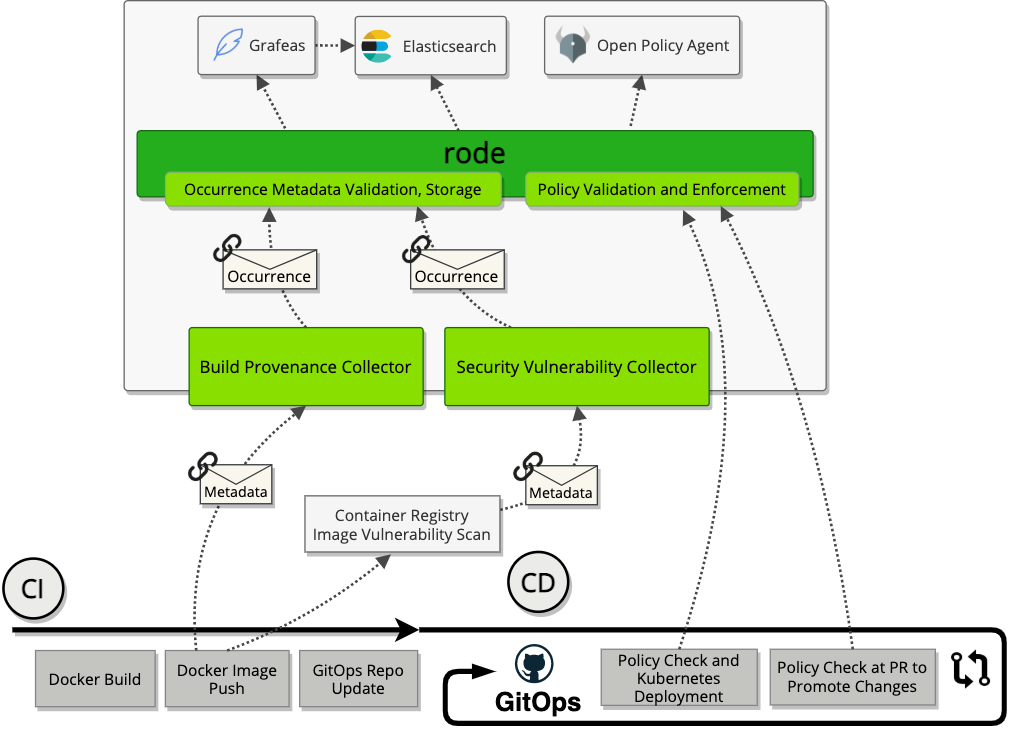 Grafeas
Elasticsearch
Open Policy Agent
rode
Occurrence Metadata Validation, Storage
Policy Validation and Enforcement
Occurrence
Occurrence
Build Provenance Collector
Security Vulnerability Collector
Metadata
Metadata
Container Registry
Image Vulnerability Scan
CI
CD
Docker Build
Docker Image
Push
GitOps Repo
Update
GitOps
Policy Check and
Kubernetes
Deployment
Policy Check at PR to
Promote Changes